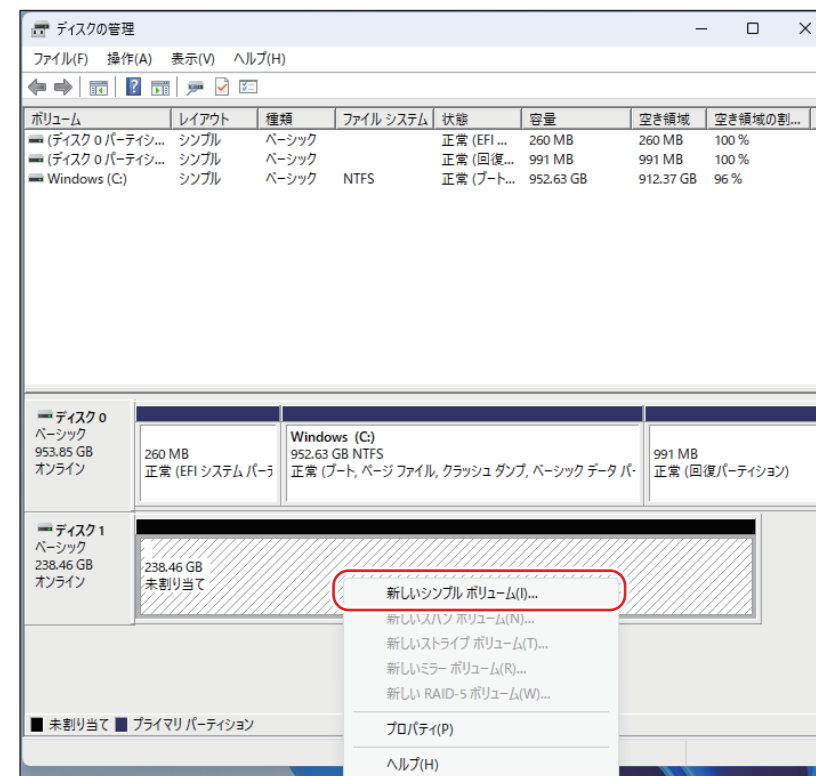 ディスクの管理
ファイル(F) 操作(A) 表示(V) ヘルプ(H)
ボリューム レイアウト 種類 ファイル システム 状態 容量 空き領域 空き領域の割...
(ディスク 0 パーティシ... シンプル ベーシック 正常 (EFI ... 260 MB 260 MB 100 %
(ディスク 0 パーティシ... シンプル ベーシック 正常 (回復... 991 MB 991 MB 100 %
Windows (C:) シンプル ベーシック NTFS 正常 (ブート... 952.63 GB 912.37 GB 96 %
ディスク 0
ベーシック
953.85 GB
オンライン
260 MB
正常 (EFI システム パーテ
Windows (C:)
952.63 GB NTFS
正常 (ブート, ページ ファイル, クラッシュ ダンプ, ベーシック データ パ-
991 MB
正常 (回復パーティション)
ディスク 1
ベーシック
238.46 GB
オンライン
238.46 GB
未割り当て
新しいシンプル ボリューム(I)...
新しいスパン ボリューム(N)...
新しいストライプ ボリューム(T)...
新しいミラー ボリューム(R)...
新しい RAID-5 ボリューム(W)...
プロパティ(P)
ヘルプ(H)
未割り当て プライマリ パーティション